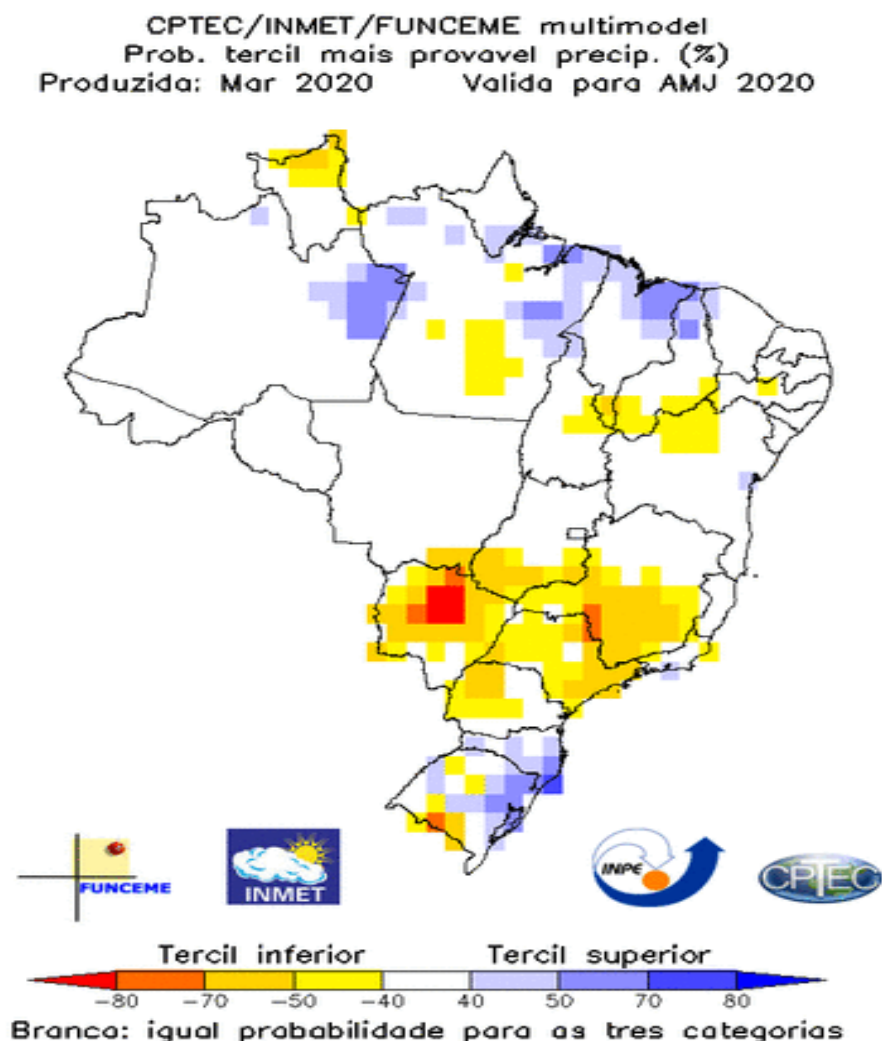 CPTEC/INMET/FUNCEME multimodel
Prob. tercil mais provavel precip. (%)
Produzida: Mar 2020 Valida para AMJ 2020
FUNCEME
INMET
INPE
CPTEC
Tercil inferior Tercil superior
-80 -70 -50 -40 40 50 70 80
Branca: igual probabilidade para as tres categorias